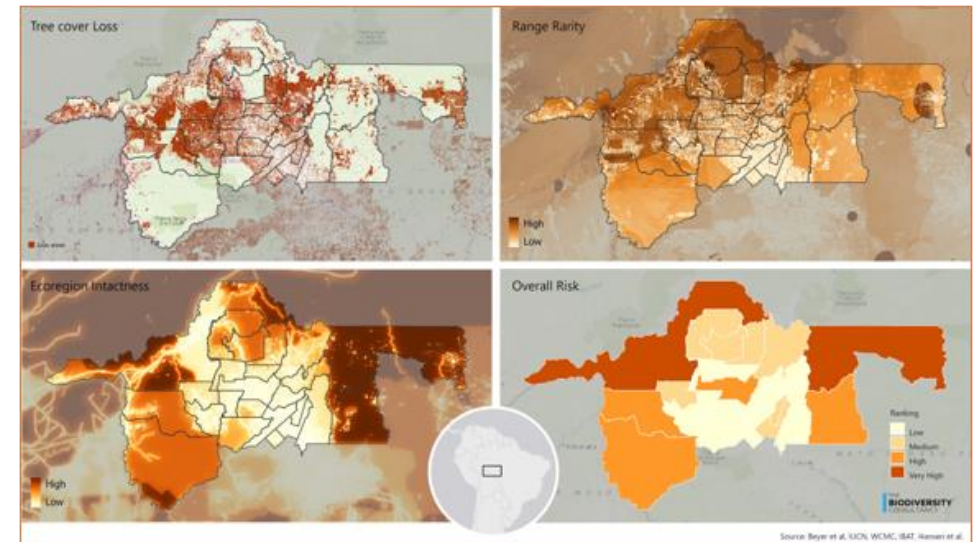 Tree cover Loss
Range Rarity
High
Low
Ecoregion Intactness
High
Low
Overall Risk
Ranking
Low
Medium
High
Very High
THE
BIODIVERSITY
CONSULTANCY
Source: Beyer et al, IUCN, WCMC, IBAT, Hansen et al.